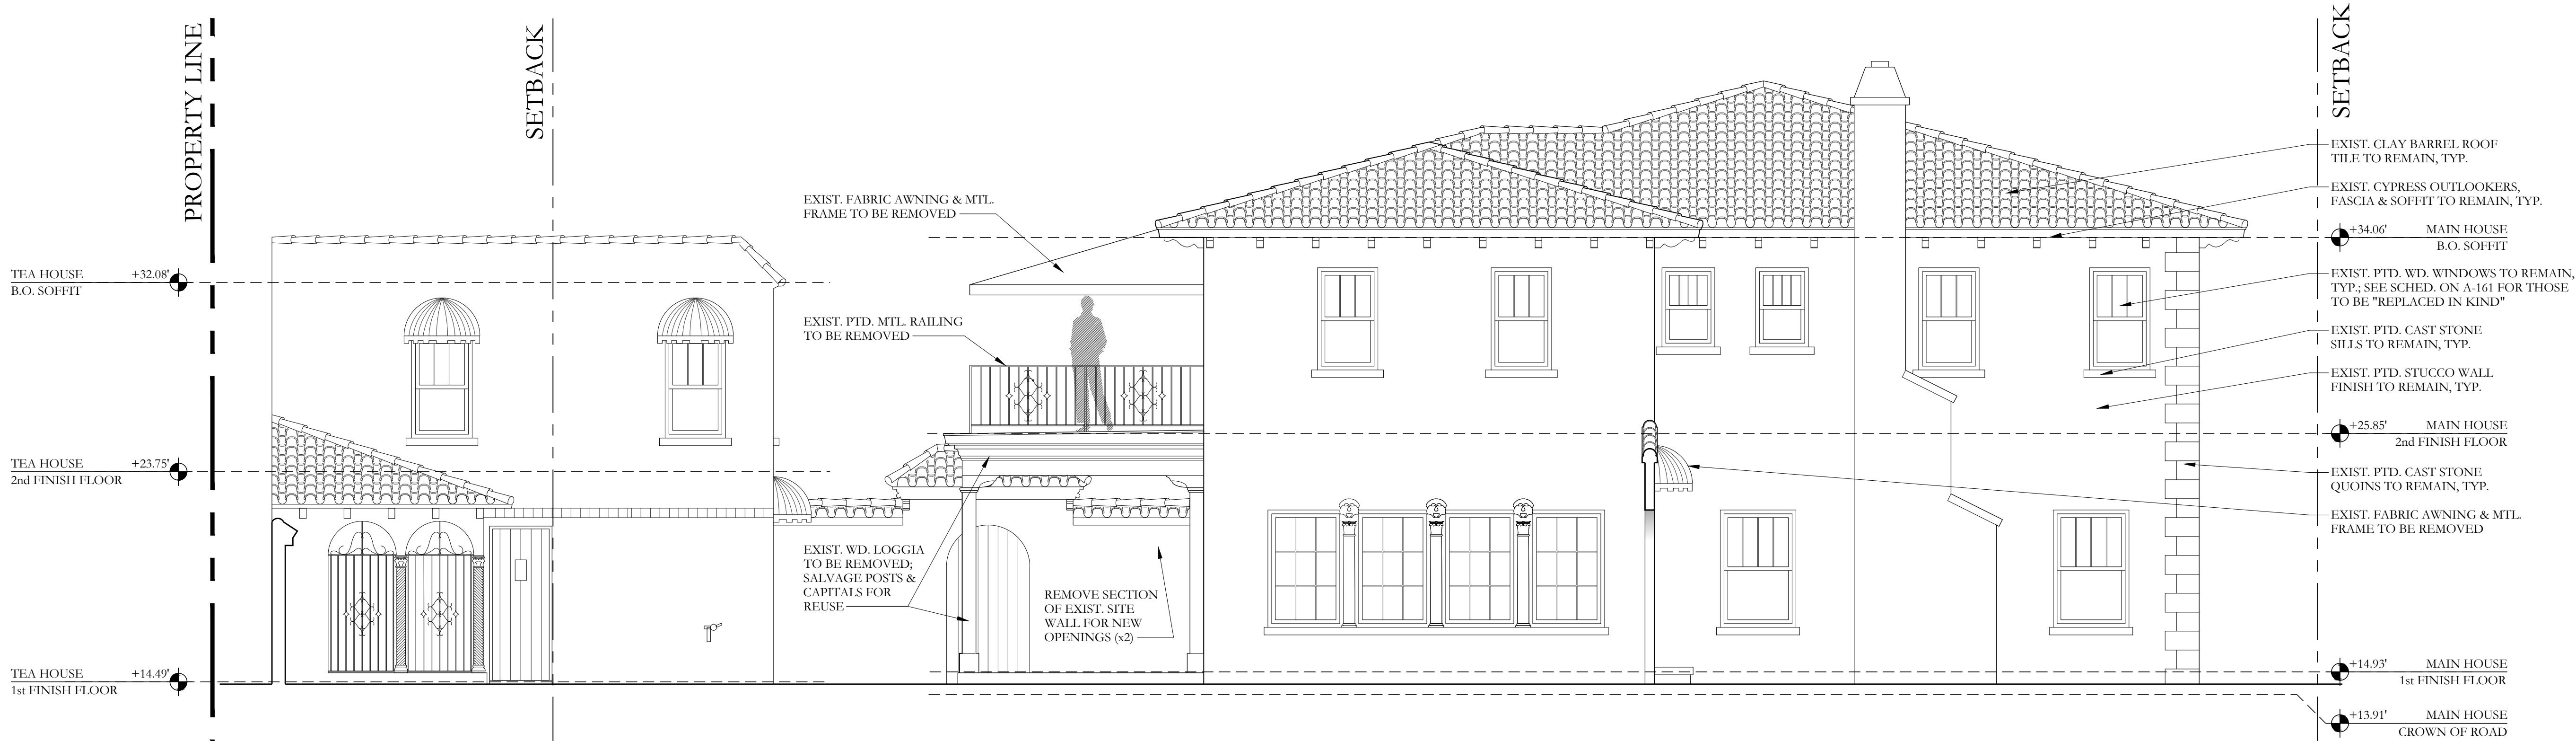 PROPERTY LINE
SETBACK
TEA HOUSE +32.08'
B.O. SOFFIT
TEA HOUSE +23.75'
2nd FINISH FLOOR
TEA HOUSE +14.49'
1st FINISH FLOOR
EXIST. FABRIC AWNING & MTL.
FRAME TO BE REMOVED
EXIST. PTD. MTL. RAILING
TO BE REMOVED
EXIST. WD. LOGGIA
TO BE REMOVED;
SALVAGE POSTS &
CAPITALS FOR
REUSE
REMOVE SECTION
OF EXIST. SITE
WALL FOR NEW
OPENINGS (x2)
SETBACK
EXIST. CLAY BARREL ROOF
TILE TO REMAIN, TYP.
EXIST. CYPRESS OUTLOOKERS,
FASCIA & SOFFIT TO REMAIN, TYP.
+34.06' MAIN HOUSE
B.O. SOFFIT
EXIST. PTD. WD. WINDOWS TO REMAIN,
TYP.; SEE SCHED. ON A-161 FOR THOSE
TO BE "REPLACED IN KIND"
EXIST. PTD. CAST STONE
SILLS TO REMAIN, TYP.
EXIST. PTD. STUCCO WALL
FINISH TO REMAIN, TYP.
+25.85' MAIN HOUSE
2nd FINISH FLOOR
EXIST. PTD. CAST STONE
QUOINS TO REMAIN, TYP.
EXIST. FABRIC AWNING & MTL.
FRAME TO BE REMOVED
+14.93' MAIN HOUSE
1st FINISH FLOOR
+13.91' MAIN HOUSE
CROWN OF ROAD